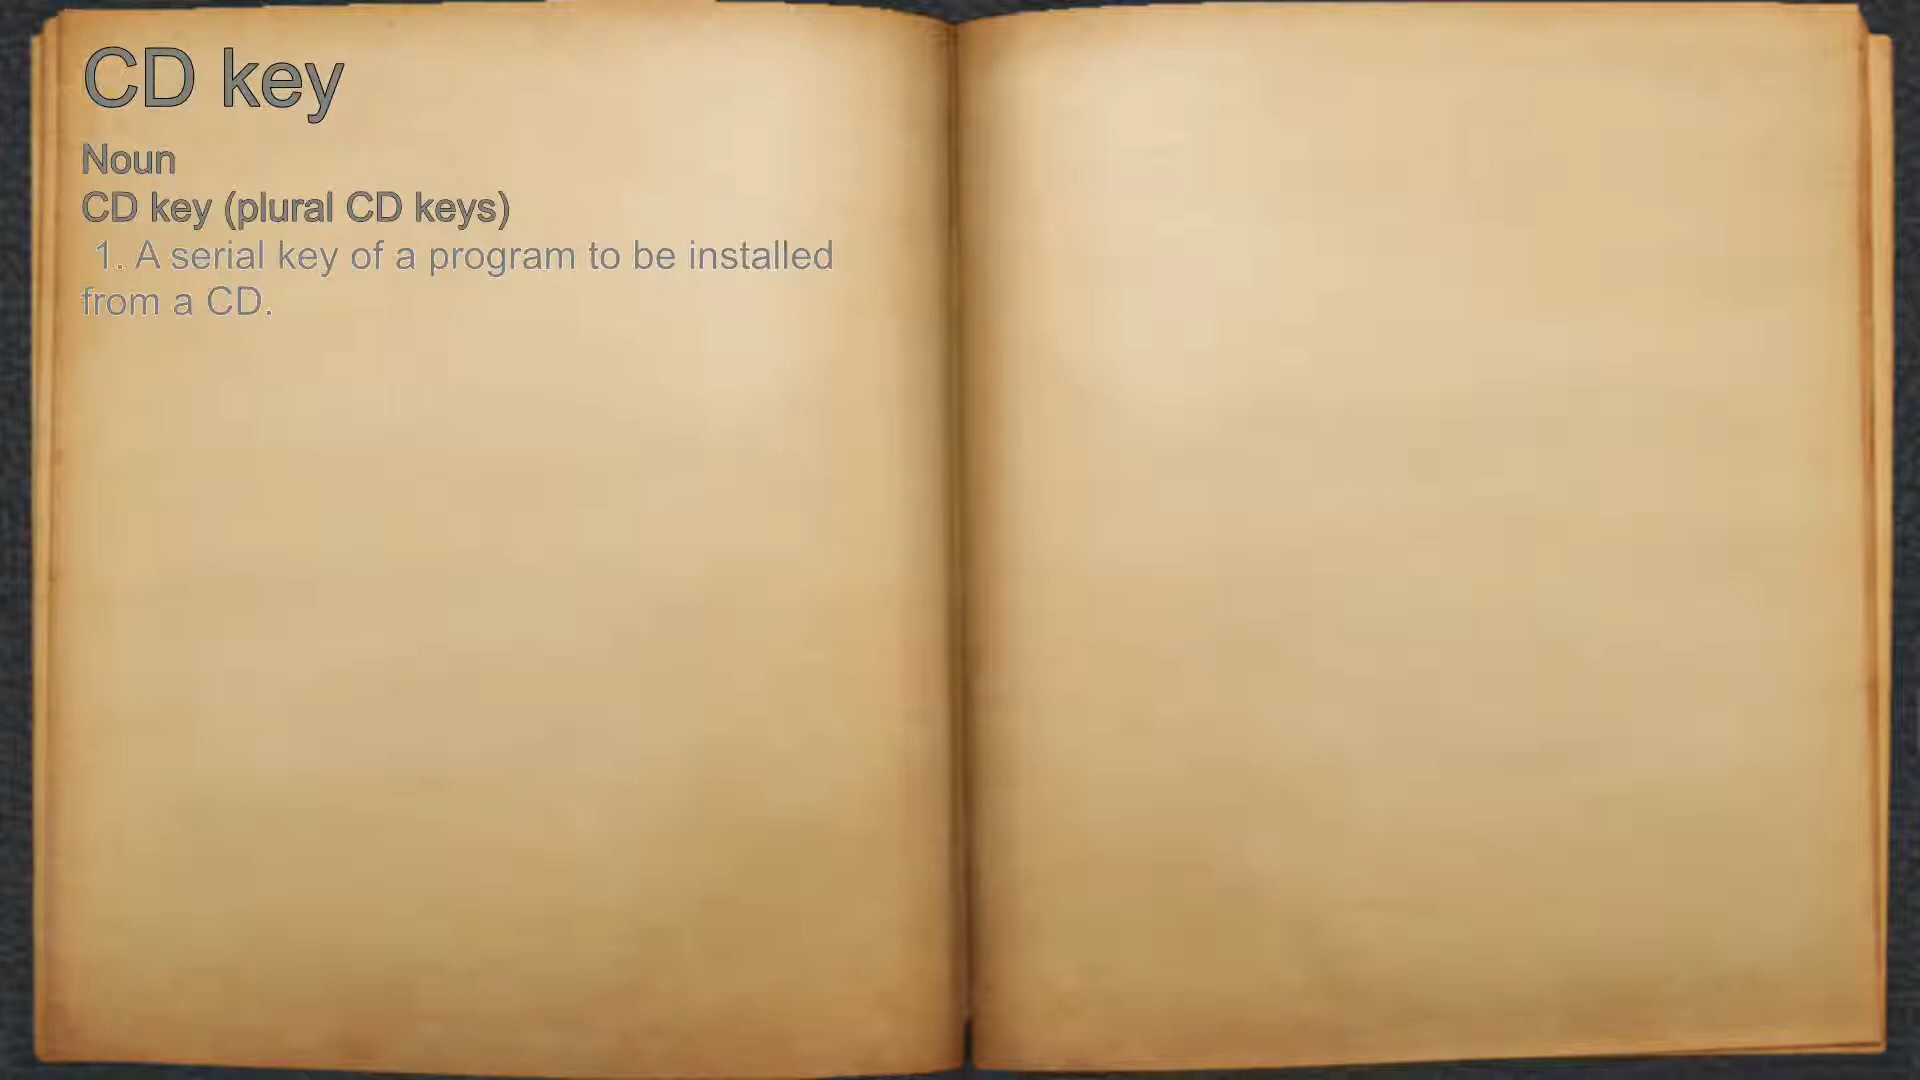 CD key
Noun
CD key (plural CD keys)
1. A serial key of a program to be installed
from a CD.